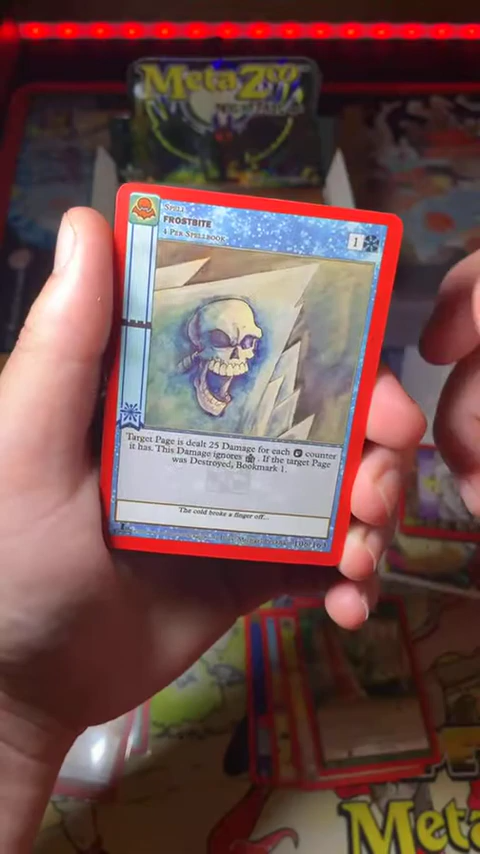 MetaZoo
SPELL
FROSTBITE
4 PER SPELLBOOK
1
Target Page is dealt 25 Damage for each counter
it has. This Damage ignores . If the target Page
was Destroyed, Bookmark 1.
The cold broke a finger off...
Meta